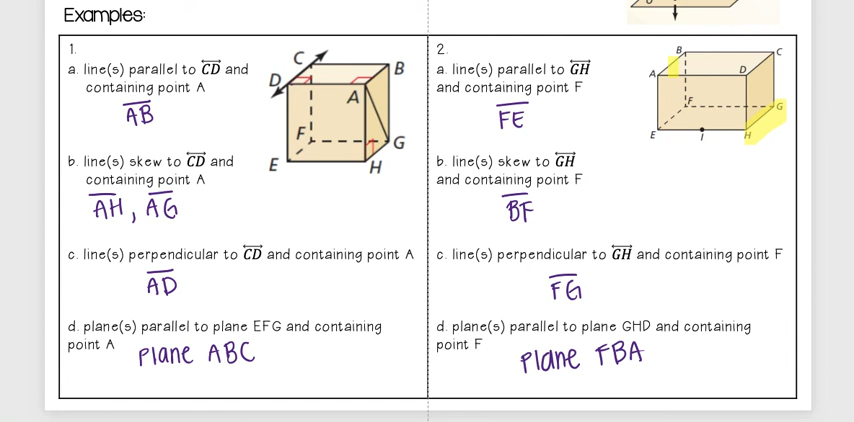 Examples:
1.
a. line(s) parallel to CD and
containing point A
AB
b. line(s) skew to CD and
containing point A
AH, AG
c. line(s) perpendicular to CD and containing point A
AD
d. plane(s) parallel to plane EFG and containing
point A
Plane ABC
C
B
D
A
F
G
E
H
2.
a. line(s) parallel to GH
and containing point F
FE
b. line(s) skew to GH
and containing point F
BF
c. line(s) perpendicular to GH and containing point F
FG
d. plane(s) parallel to plane GHD and containing
point F
Plane FBA
B
C
A
D
F
G
E
I
H